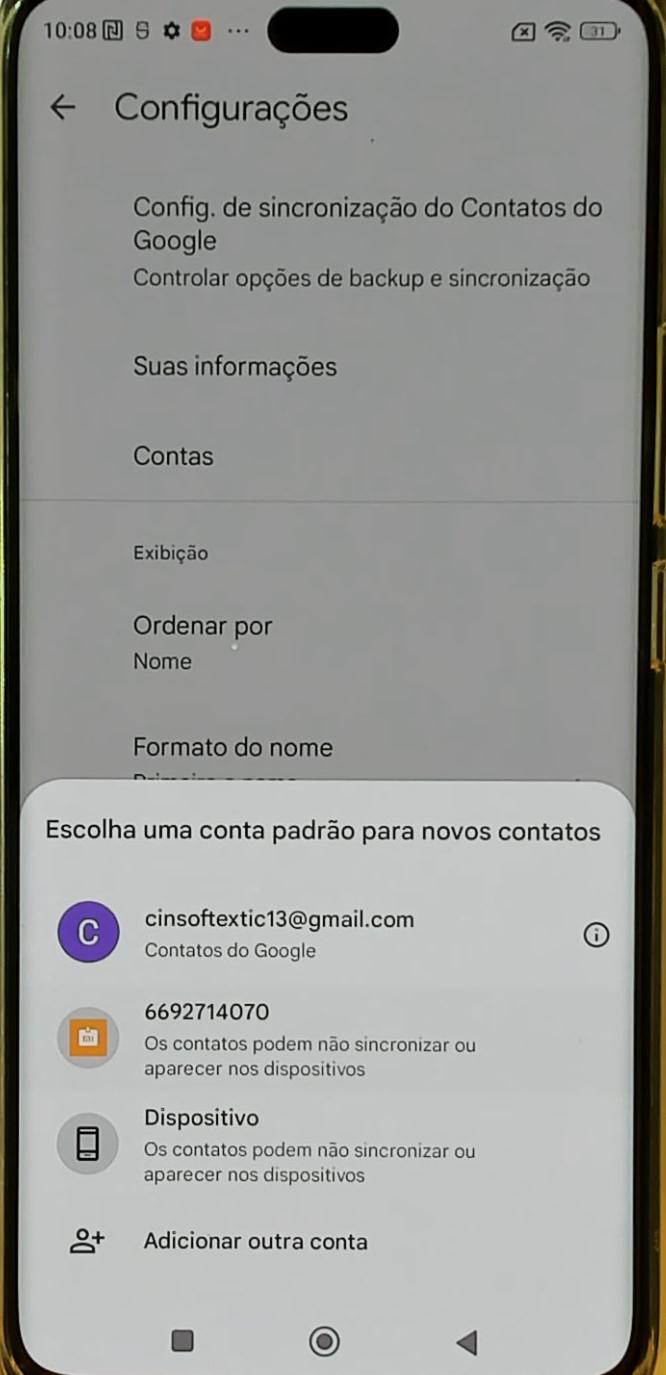 10:08
31
Configurações
Config. de sincronização do Contatos do
Google
Controlar opções de backup e sincronização
Suas informações
Contas
Exibição
Ordenar por
Nome
Formato do nome
Escolha uma conta padrão para novos contatos
C
cinsoftextic13@gmail.com
Contatos do Google
6692714070
Os contatos podem não sincronizar ou
aparecer nos dispositivos
Dispositivo
Os contatos podem não sincronizar ou
aparecer nos dispositivos
Adicionar outra conta